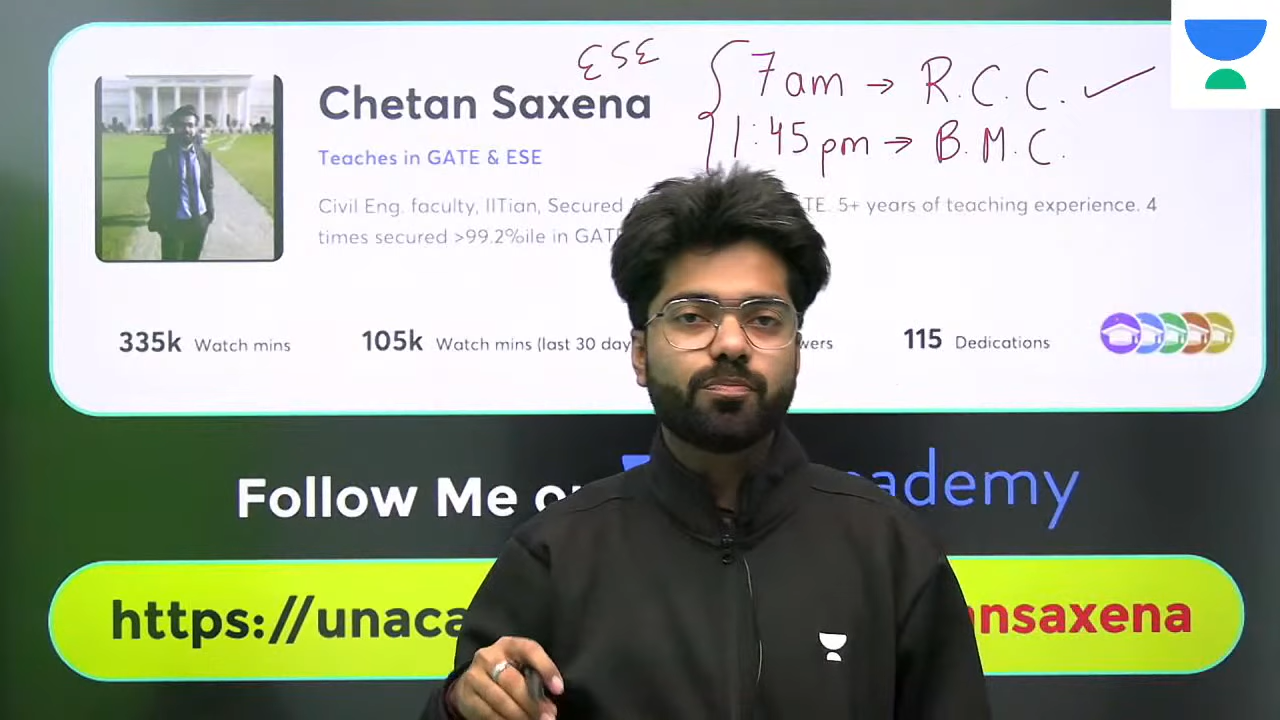 ESE
7am → R.C.C. ✓
1:45 pm → B.M.C.
Chetan Saxena
Teaches in GATE & ESE
Civil Eng. faculty, IITian, Secured TE. 5+ years of teaching experience. 4
times secured >99.2%ile in GAT
335k Watch mins
105k Watch mins (last 30 day
wers
115 Dedications
Follow Me o ademy
https://unaca nsaxena